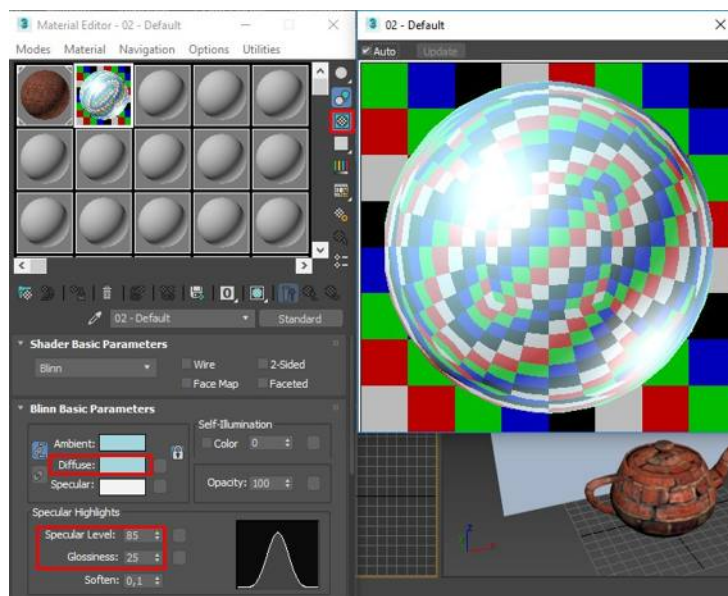 3 Material Editor - 02 - Default
Modes Material Navigation Options Utilities
02 - Default Standard
Shader Basic Parameters
Blinn Wire 2-Sided
Face Map Faceted
Blinn Basic Parameters
Self-Illumination
Ambient: Color 0
Diffuse:
Specular: Opacity: 100
Specular Highlights
Specular Level: 85
Glossiness: 25
Soften: 0,1
3 02 - Default
Auto Update
z
x